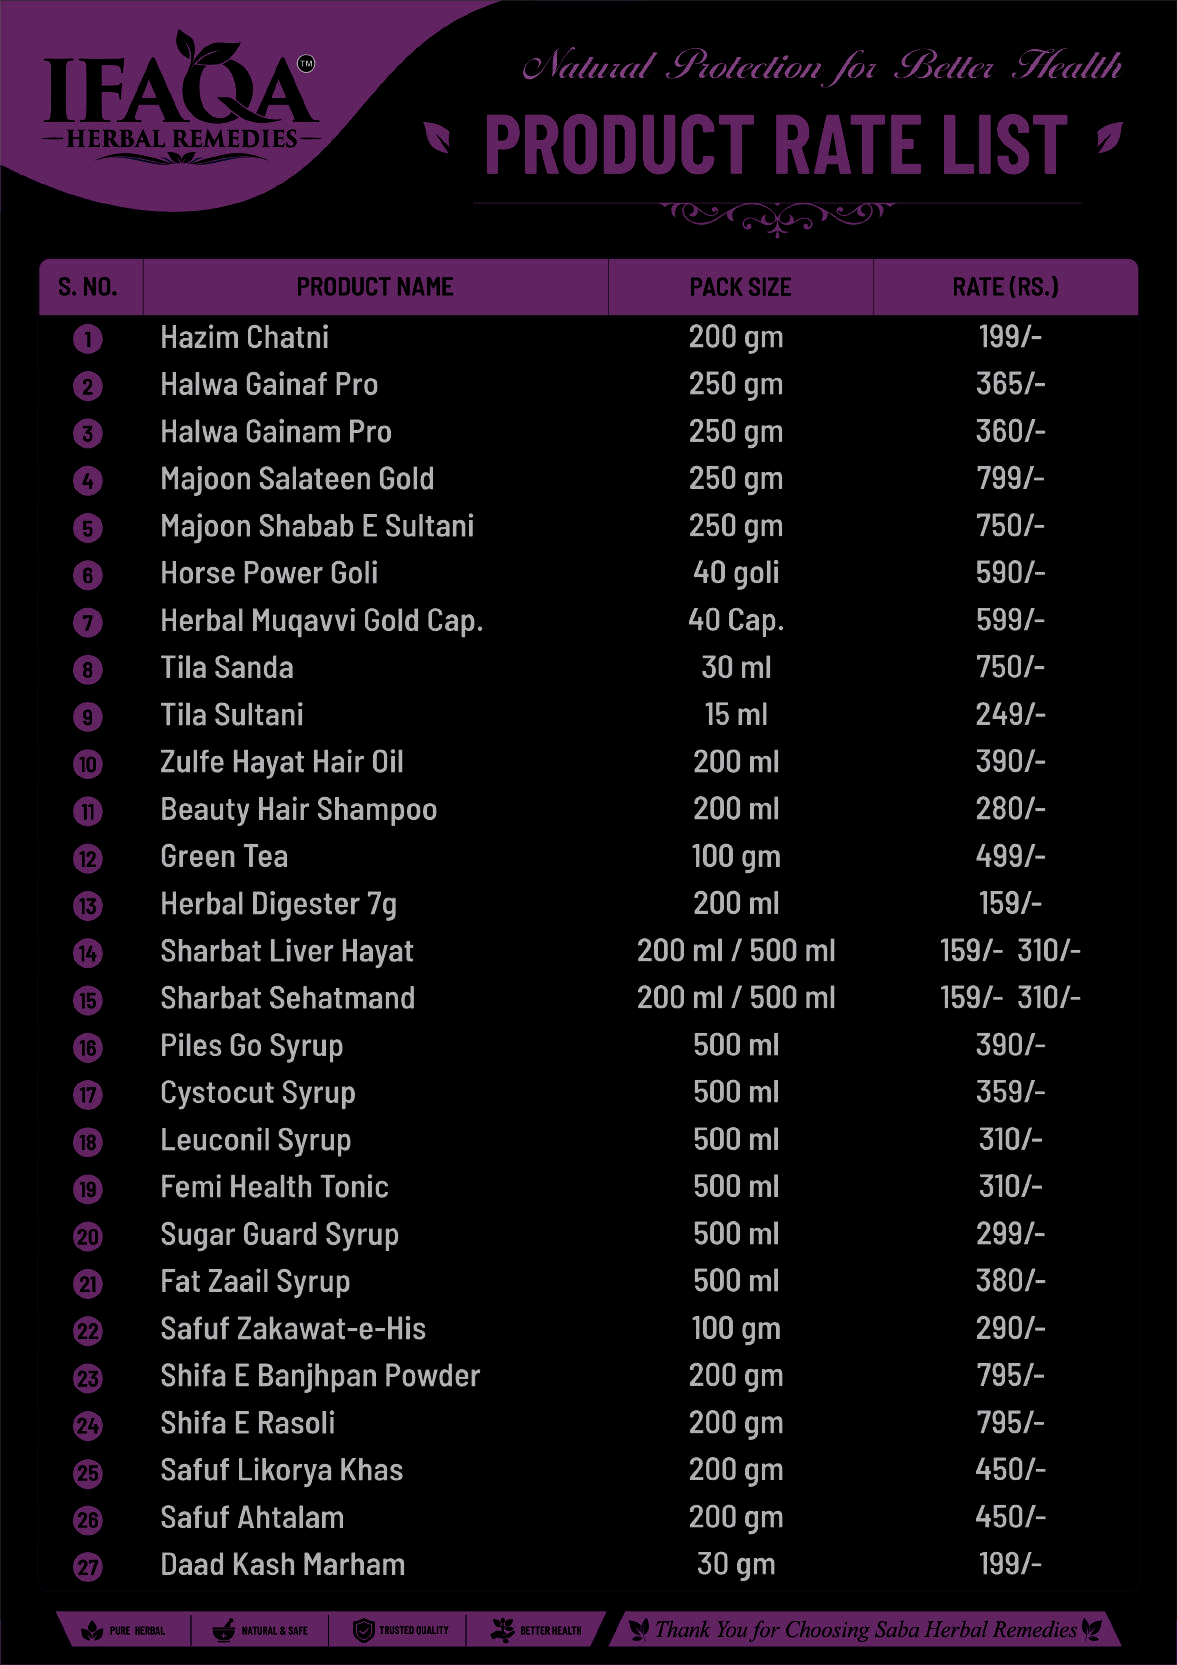 IFAQA TM
HERBAL REMEDIES
Natural Protection for Better Health
PRODUCT RATE LIST
S. NO. PRODUCT NAME PACK SIZE RATE (RS.)
1 Hazim Chatni 200 gm 199/-
2 Halwa Gainaf Pro 250 gm 365/-
3 Halwa Gainam Pro 250 gm 360/-
4 Majoon Salateen Gold 250 gm 799/-
5 Majoon Shabab E Sultani 250 gm 750/-
6 Horse Power Goli 40 goli 590/-
7 Herbal Muqavvi Gold Cap. 40 Cap. 599/-
8 Tila Sanda 30 ml 750/-
9 Tila Sultani 15 ml 249/-
10 Zulfe Hayat Hair Oil 200 ml 390/-
11 Beauty Hair Shampoo 200 ml 280/-
12 Green Tea 100 gm 499/-
13 Herbal Digester 7g 200 ml 159/-
14 Sharbat Liver Hayat 200 ml / 500 ml 159/- 310/-
15 Sharbat Sehatmand 200 ml / 500 ml 159/- 310/-
16 Piles Go Syrup 500 ml 390/-
17 Cystocut Syrup 500 ml 359/-
18 Leuconil Syrup 500 ml 310/-
19 Femi Health Tonic 500 ml 310/-
20 Sugar Guard Syrup 500 ml 299/-
21 Fat Zaail Syrup 500 ml 380/-
22 Safuf Zakawat-e-His 100 gm 290/-
23 Shifa E Banjhpan Powder 200 gm 795/-
24 Shifa E Rasoli 200 gm 795/-
25 Safuf Likorya Khas 200 gm 450/-
26 Safuf Ahtalam 200 gm 450/-
27 Daad Kash Marham 30 gm 199/-
PURE HERBAL NATURAL & SAFE TRUSTED QUALITY BETTER HEALTH Thank You for Choosing Saba Herbal Remedies